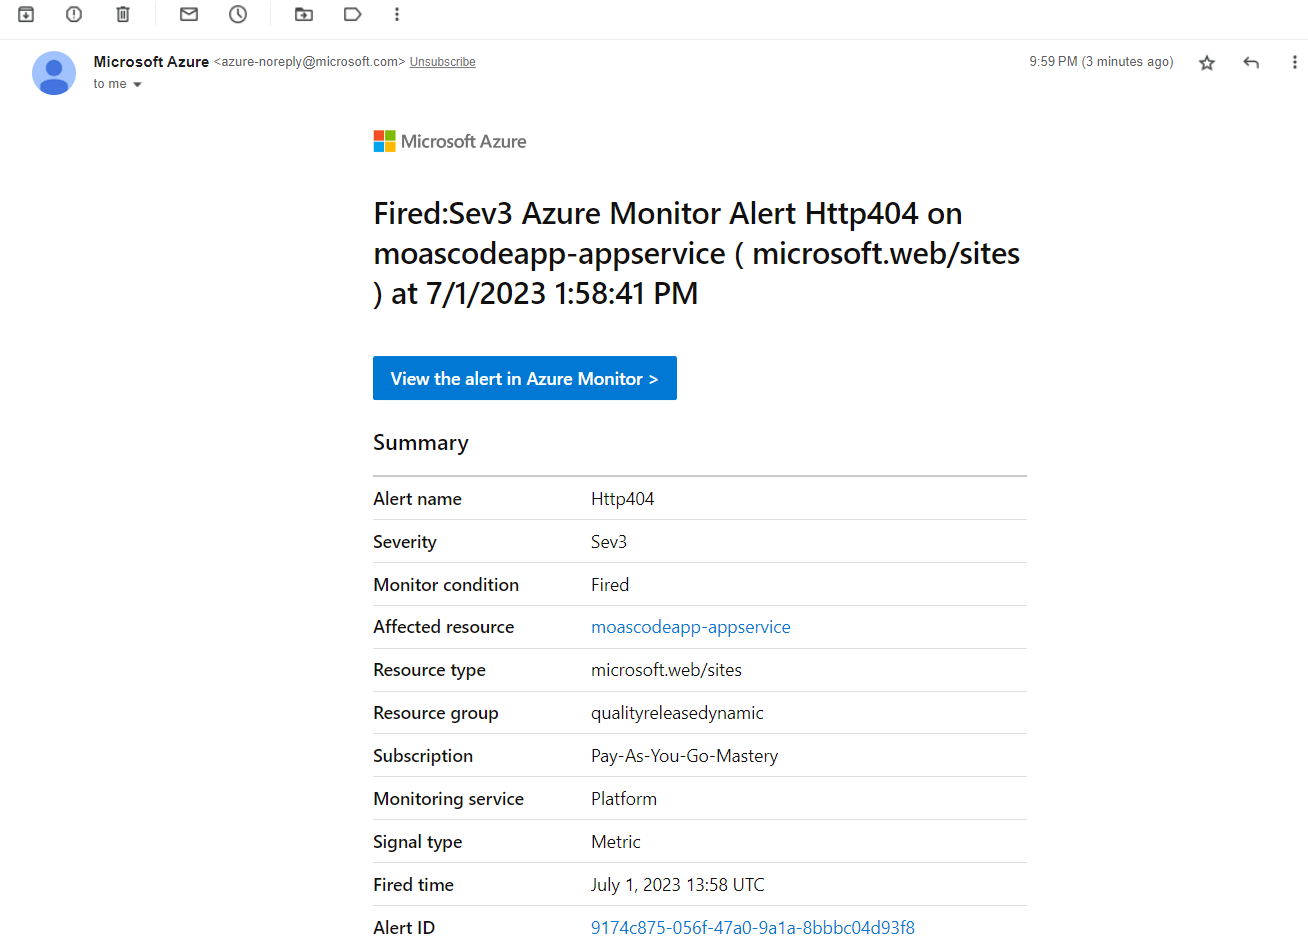 Microsoft Azure <azure-noreply@microsoft.com> Unsubscribe 9:59 PM (3 minutes ago)
to me
Microsoft Azure
Fired:Sev3 Azure Monitor Alert Http404 on
moascodeapp-appservice ( microsoft.web/sites
) at 7/1/2023 1:58:41 PM
View the alert in Azure Monitor >
Summary
Alert name Http404
Severity Sev3
Monitor condition Fired
Affected resource moascodeapp-appservice
Resource type microsoft.web/sites
Resource group qualityreleasedynamic
Subscription Pay-As-You-Go-Mastery
Monitoring service Platform
Signal type Metric
Fired time July 1, 2023 13:58 UTC
Alert ID 9174c875-056f-47a0-9a1a-8bbbc04d93f8